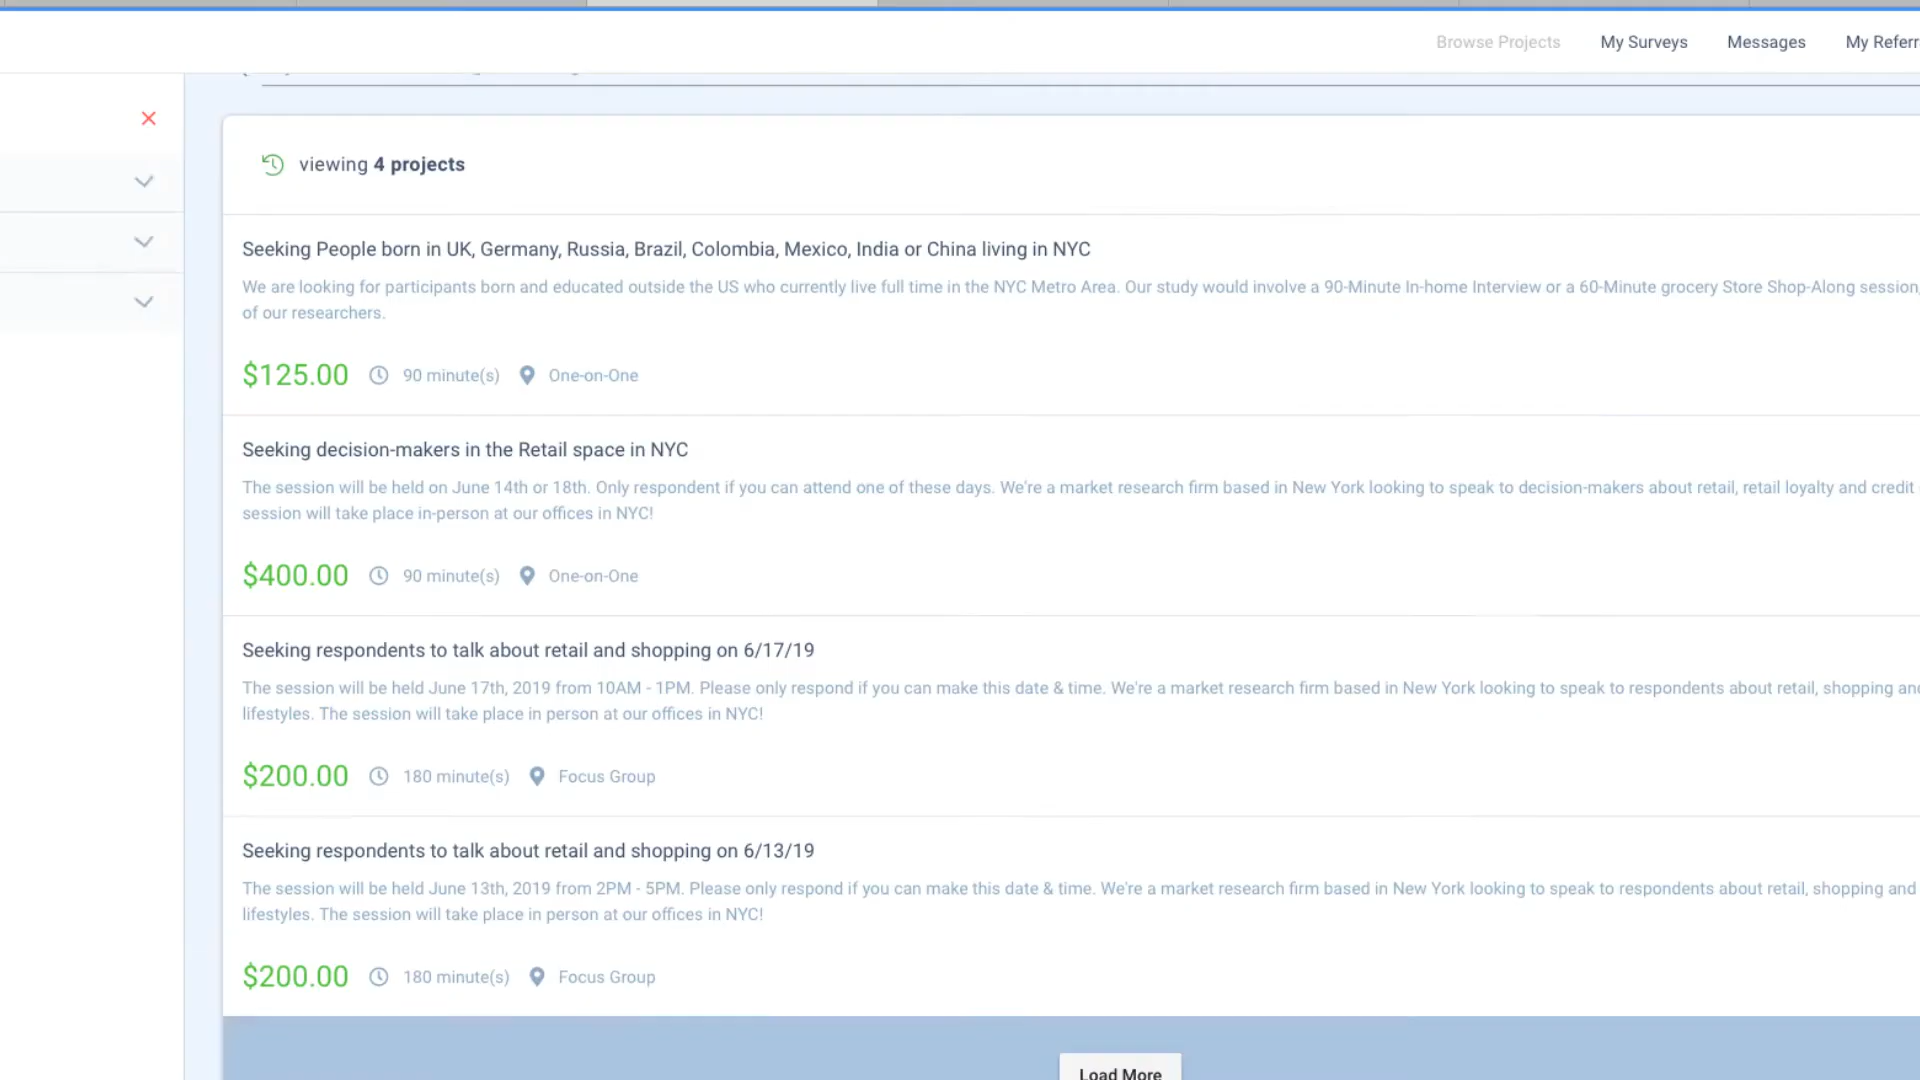 Browse Projects My Surveys Messages My Referr
viewing 4 projects
Seeking People born in UK, Germany, Russia, Brazil, Colombia, Mexico, India or China living in NYC
We are looking for participants born and educated outside the US who currently live full time in the NYC Metro Area. Our study would involve a 90-Minute In-home Interview or a 60-Minute grocery Store Shop-Along session,
of our researchers.
$125.00 90 minute(s) One-on-One
Seeking decision-makers in the Retail space in NYC
The session will be held on June 14th or 18th. Only respondent if you can attend one of these days. We're a market research firm based in New York looking to speak to decision-makers about retail, retail loyalty and credit
session will take place in-person at our offices in NYC!
$400.00 90 minute(s) One-on-One
Seeking respondents to talk about retail and shopping on 6/17/19
The session will be held June 17th, 2019 from 10AM - 1PM. Please only respond if you can make this date & time. We're a market research firm based in New York looking to speak to respondents about retail, shopping and
lifestyles. The session will take place in person at our offices in NYC!
$200.00 180 minute(s) Focus Group
Seeking respondents to talk about retail and shopping on 6/13/19
The session will be held June 13th, 2019 from 2PM - 5PM. Please only respond if you can make this date & time. We're a market research firm based in New York looking to speak to respondents about retail, shopping and
lifestyles. The session will take place in person at our offices in NYC!
$200.00 180 minute(s) Focus Group
Load More